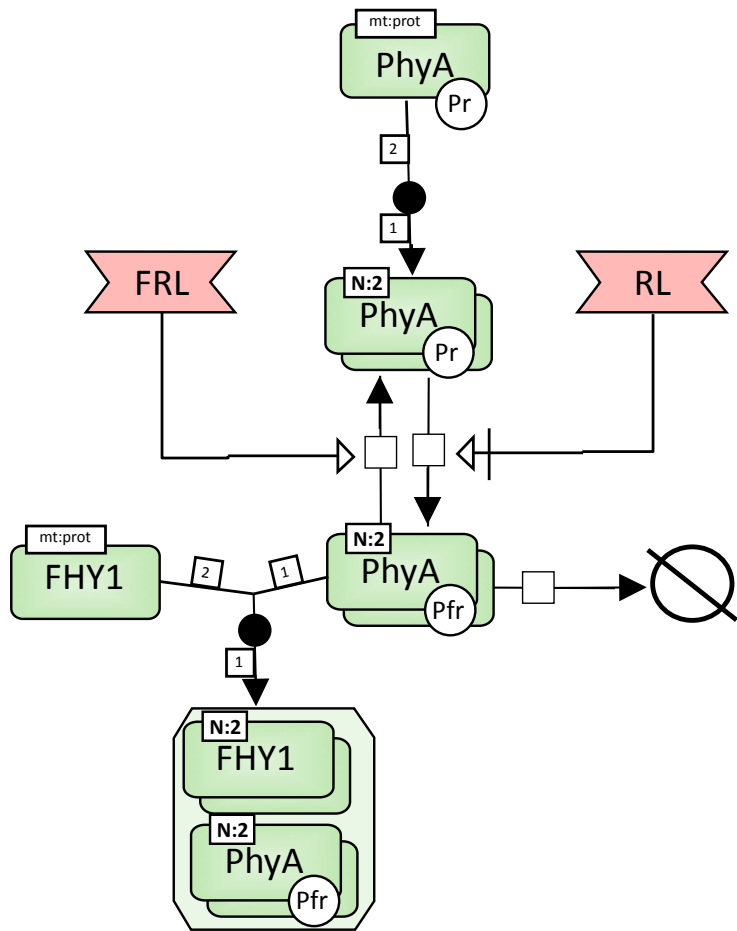 mt:prot
PhyA
Pr
2
1
FRL
RL
N:2
PhyA
Pr
mt:prot
FHY1
2
1
N:2
PhyA
Pfr
1
N:2
FHY1
N:2
PhyA
Pfr